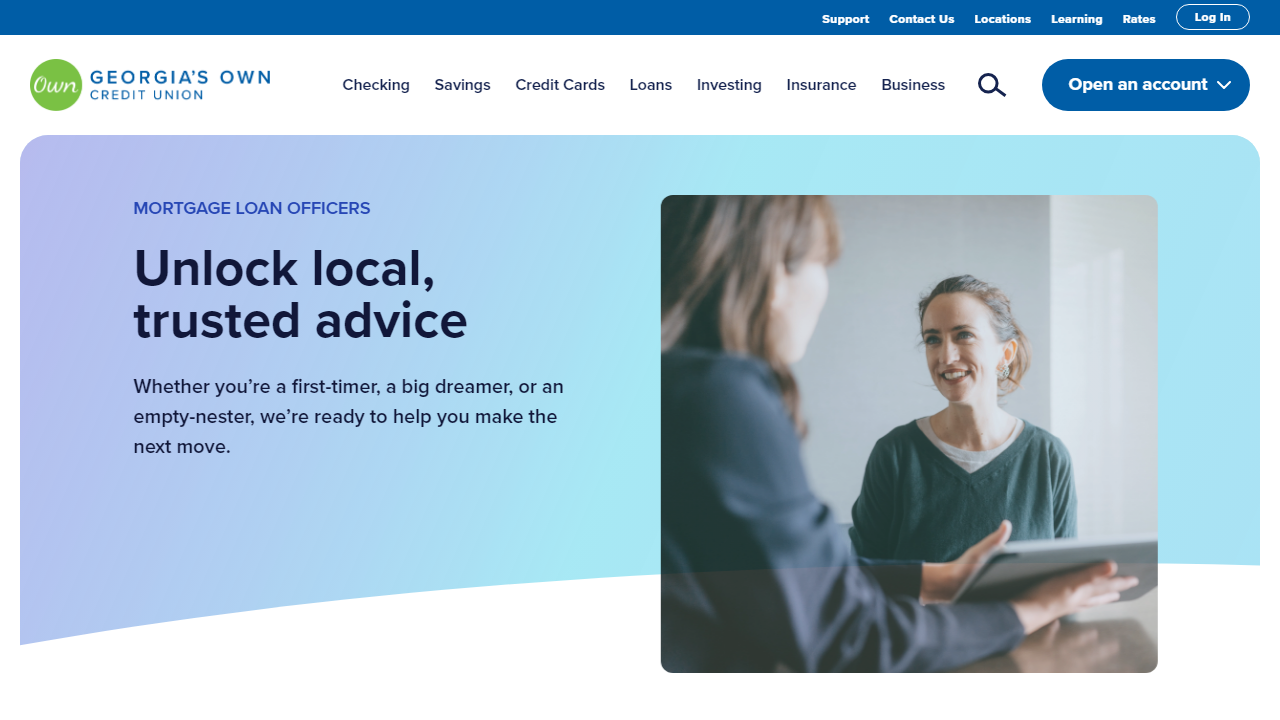 Support Contact Us Locations Learning Rates Log In
Own GEORGIA'S OWN
CREDIT UNION
Checking Savings Credit Cards Loans Investing Insurance Business
Open an account
MORTGAGE LOAN OFFICERS
Unlock local,
trusted advice
Whether you’re a first-timer, a big dreamer, or an
empty-nester, we’re ready to help you make the
next move.